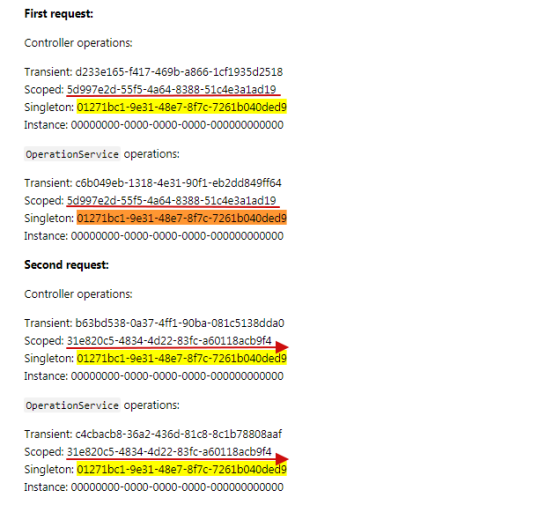 First request:
Controller operations:
Transient: d233e165-f417-469b-a866-1cf1935d2518
Scoped: 5d997e2d-55f5-4a64-8388-51c4e3a1ad19
Singleton: 01271bc1-9e31-48e7-8f7c-7261b040ded9
Instance: 00000000-0000-0000-0000-000000000000
OperationService operations:
Transient: c6b049eb-1318-4e31-90f1-eb2dd849ff64
Scoped: 5d997e2d-55f5-4a64-8388-51c4e3a1ad19
Singleton: 01271bc1-9e31-48e7-8f7c-7261b040ded9
Instance: 00000000-0000-0000-0000-000000000000
Second request:
Controller operations:
Transient: b63bd538-0a37-4ff1-90ba-081c5138dda0
Scoped: 31e820c5-4834-4d22-83fc-a60118acb9f4
Singleton: 01271bc1-9e31-48e7-8f7c-7261b040ded9
Instance: 00000000-0000-0000-0000-000000000000
OperationService operations:
Transient: c4cbacb8-36a2-436d-81c8-8c1b78808aaf
Scoped: 31e820c5-4834-4d22-83fc-a60118acb9f4
Singleton: 01271bc1-9e31-48e7-8f7c-7261b040ded9
Instance: 00000000-0000-0000-0000-000000000000